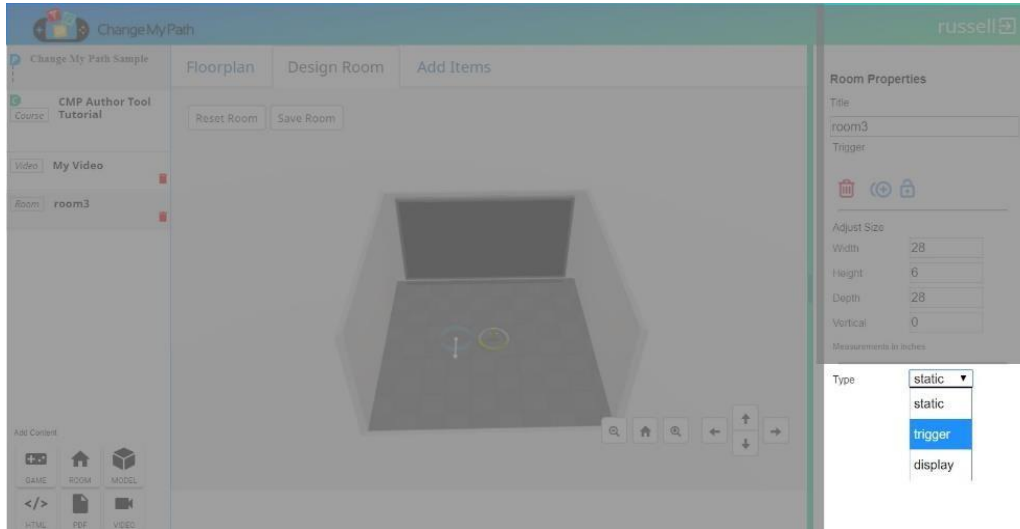 ChangeMyPath
russell
Change My Path Sample
Course
CMP Author Tool
Tutorial
Video
My Video
Room
room3
Floorplan
Design Room
Add Items
Reset Room
Save Room
Add Content
GAME
ROOM
MODEL
</>
HTML
PDF
VIDEO
Room Properties
Title
room3
Trigger
Adjust Size
Width 28
Height 6
Depth 28
Vertical 0
Measurements in inches
Type static
static
trigger
display